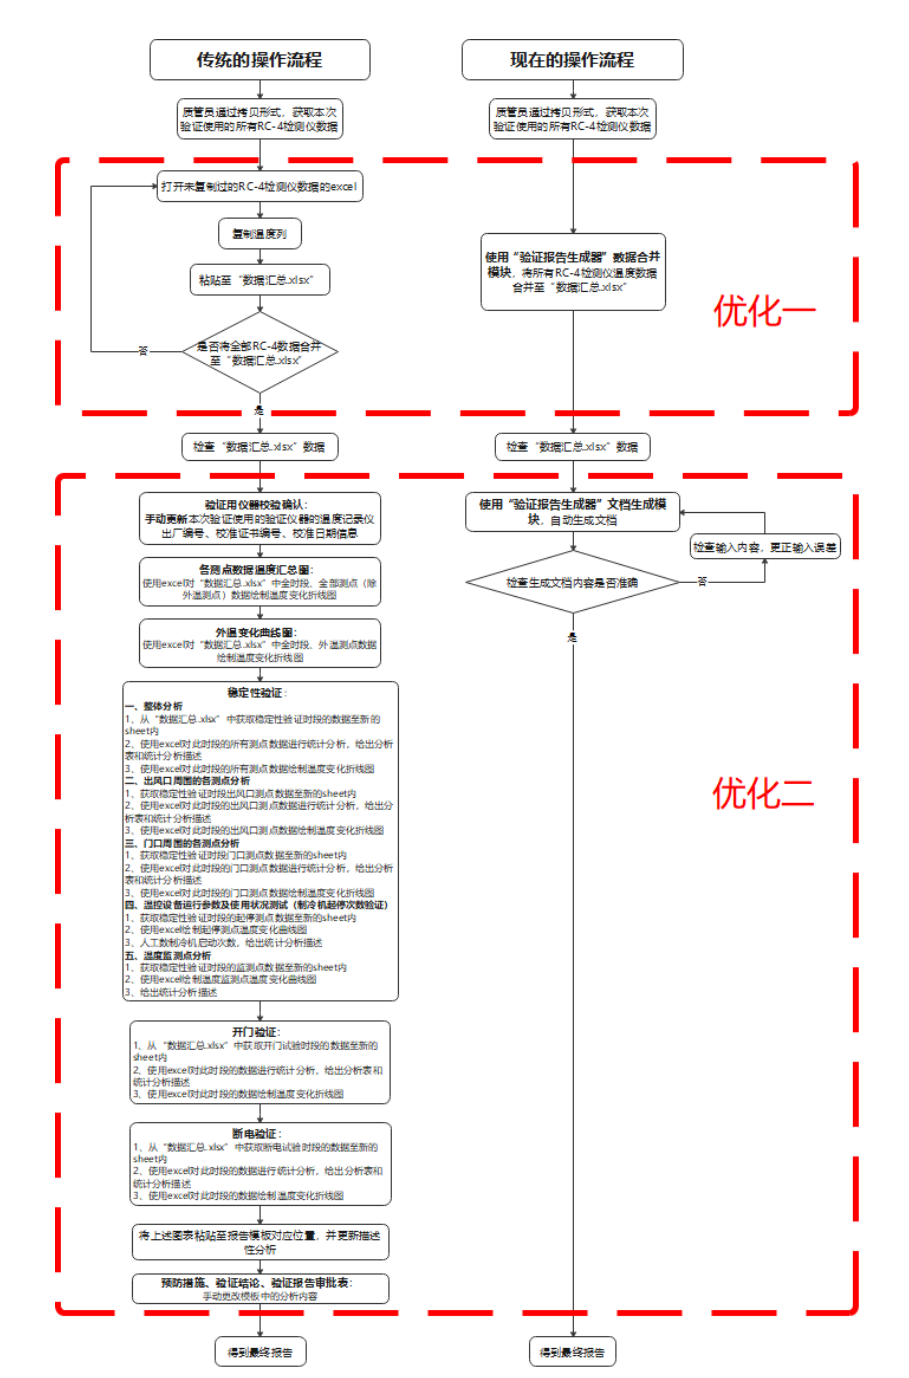 传统的操作流程
质管员通过拷贝形式，获取本次
验证使用的所有RC-4检测仪数据
打开未复制过的RC-4检测仪数据的excel
复制温度列
粘贴至“数据汇总.xlsx”
是否将全部RC-4数据合并
至“数据汇总.xlsx”
否
是
检查“数据汇总.xlsx”数据
验证用仪器校验确认：
手动更新本次验证使用的验证仪器的温度记录仪
出厂编号、校准证书编号、校准日期信息
各测点数据温度汇总图：
使用excel对“数据汇总.xlsx”中全时段、全部测点（除
外温测点）数据绘制温度变化折线图
外温变化曲线图：
使用excel对“数据汇总.xlsx”中全时段、外温测点数据
绘制温度变化折线图
稳定性验证：
一、整体分析
1、从“数据汇总.xlsx”中获取稳定性验证时段的数据至新的
sheet内
2、使用excel对此时段的所有测点数据进行统计分析，给出分析
表和统计分析描述
3、使用excel对此时段的所有测点数据绘制温度变化折线图
二、出风口周围的各测点分析
1、获取稳定性验证时段出风口测点数据至新的sheet内
2、使用excel对此时段的出风口测点数据进行统计分析，给出分
析表和统计分析描述
3、使用excel对此时段的出风口测点数据绘制温度变化折线图
三、门口周围的各测点分析
1、获取稳定性验证时段门口测点数据至新的sheet内
2、使用excel对此时段的门口测点数据进行统计分析，给出分析
表和统计分析描述
3、使用excel对此时段的门口测点数据绘制温度变化折线图
四、温控设备运行参数及使用状况测试（制冷机起停次数验证）
1、获取稳定性验证时段的起停测点数据至新的sheet内
2、使用excel绘制起停测点温度变化曲线图
3、人工数制冷机启动次数，给出统计分析描述
五、温度监测点分析
1、获取稳定性验证时段的监测点数据至新的sheet内
2、使用excel绘制温度监测点温度变化曲线图
3、给出统计分析描述
开门验证：
1、从“数据汇总.xlsx”中获取开门试验时段的数据至新的
sheet内
2、使用excel对此时段的数据进行统计分析，给出分析表和
统计分析描述
3、使用excel对此时段的数据绘制温度变化折线图
断电验证：
1、从“数据汇总.xlsx”中获取断电试验时段的数据至新的
sheet内
2、使用excel对此时段的数据进行统计分析，给出分析表和
统计分析描述
3、使用excel对此时段的数据绘制温度变化折线图
将上述图表粘贴至报告模板对应位置，并更新描述
性分析
预防措施、验证结论、验证报告审批表：
手动更改模板中的分析内容
得到最终报告
现在的操作流程
质管员通过拷贝形式，获取本次
验证使用的所有RC-4检测仪数据
使用“验证报告生成器”数据合并
模块，将所有RC-4检测仪温度数据
合并至“数据汇总.xlsx”
优化一
检查“数据汇总.xlsx”数据
使用“验证报告生成器”文档生成模
块，自动生成文档
检查输入内容，更正输入误差
检查生成文档内容是否准确
否
是
优化二
得到最终报告